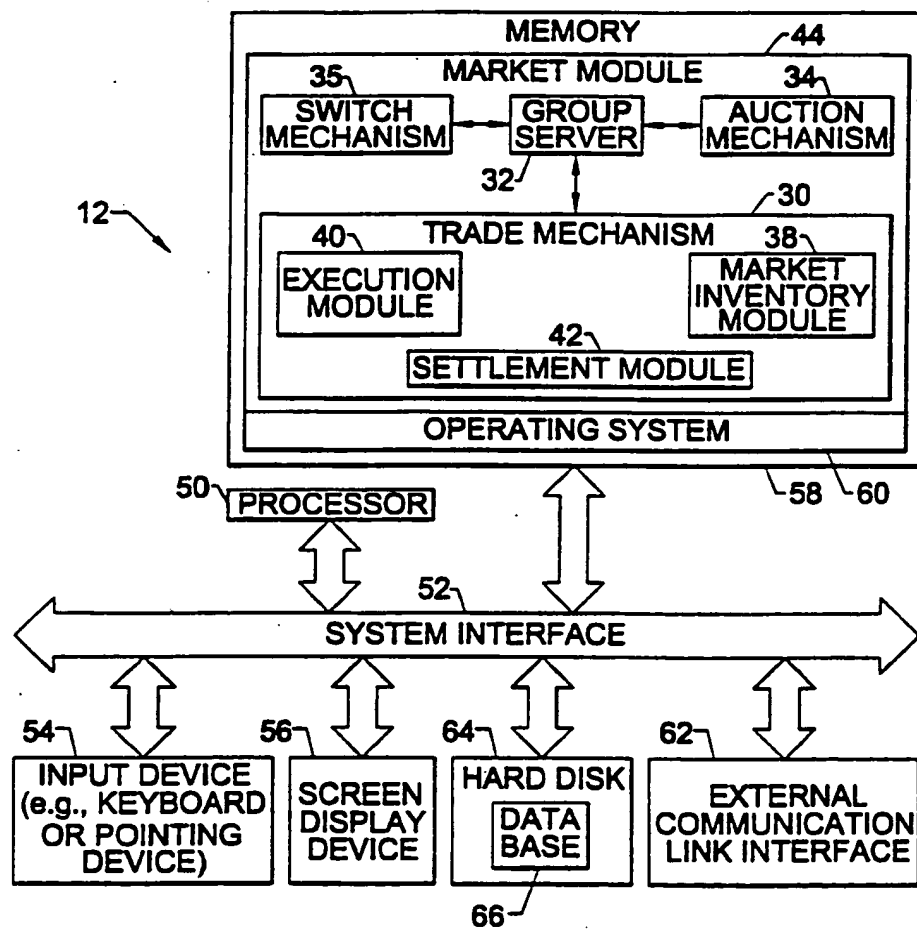 MEMORY
44
MARKET MODULE
35
34
SWITCH
MECHANISM
GROUP
SERVER
AUCTION
MECHANISM
32
12
30
TRADE MECHANISM
40
38
EXECUTION
MODULE
MARKET
INVENTORY
MODULE
42
SETTLEMENT MODULE
OPERATING SYSTEM
50
PROCESSOR
58
60
52
SYSTEM INTERFACE
54
56
64
62
INPUT DEVICE
(e.g., KEYBOARD
OR POINTING
DEVICE)
SCREEN
DISPLAY
DEVICE
HARD DISK
DATA
BASE
EXTERNAL
COMMUNICATION
LINK INTERFACE
66